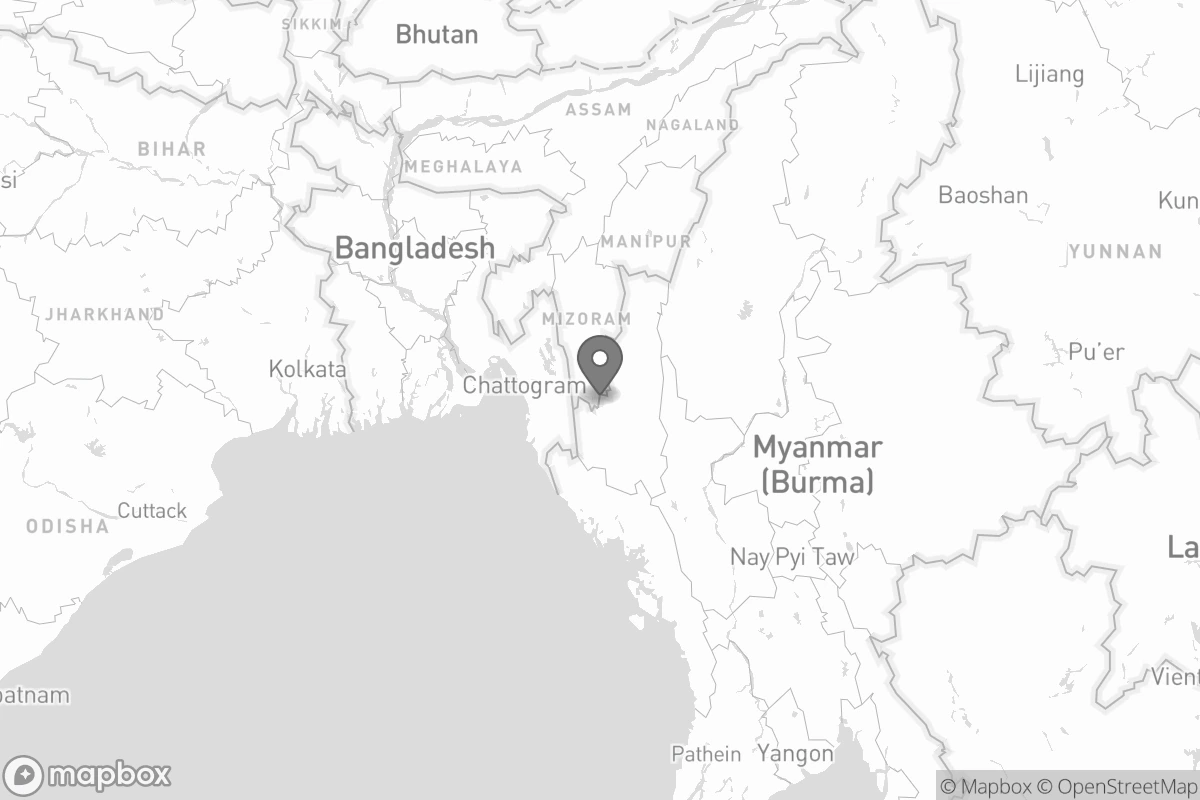 SIKKIM
Bhutan
Lijiang
ASSAM
NAGALAND
BIHAR
MEGHALAYA
si
Baoshan
Kun
Bangladesh
MANIPUR
YUNNAN
JHARKHAND
MIZORAM
Kolkata
Pu’er
Chattogram
Myanmar
(Burma)
Cuttack
ODISHA
Nay Pyi Taw
La
Vient
patnam
Pathein
Yangon
mapbox
© Mapbox © OpenStreetMap